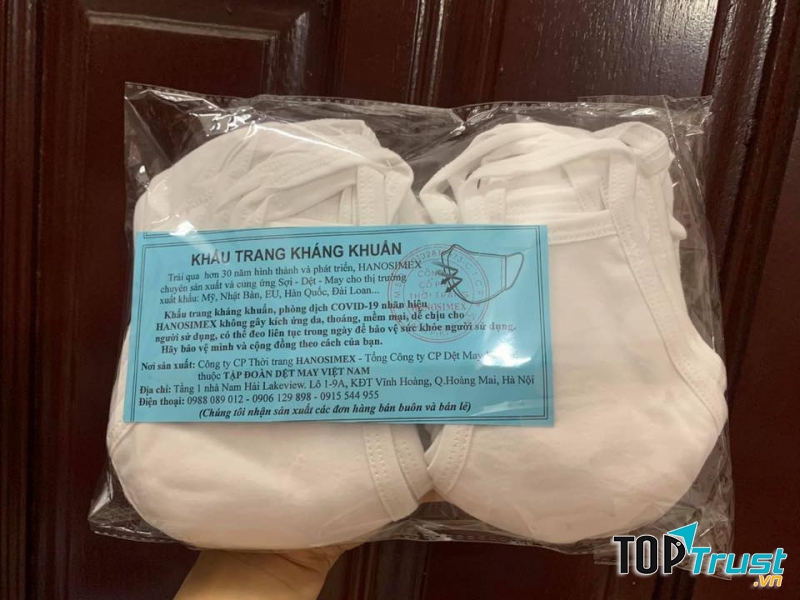 KHẨU TRANG KHÁNG KHUẨN
Trải qua hơn 30 năm hình thành và phát triển, HANOSIMEX
chuyên sản xuất và cung ứng Sợi - Dệt - May cho thị trường
xuất khẩu: Mỹ, Nhật Bản, EU, Hàn Quốc, Đài Loan...
Khẩu trang kháng khuẩn, phòng dịch COVID-19 nhãn hiệu
HANOSIMEX không gây kích ứng da, thoáng, mềm mại, dễ chịu cho
người sử dụng, có thể đeo liên tục trong ngày để bảo vệ sức khỏe người sử dụng.
Hãy bảo vệ mình và cộng đồng theo cách của bạn.
Nơi sản xuất: Công ty CP Thời trang HANOSIMEX - Tổng Công ty CP Dệt May
thuộc TẬP ĐOÀN DỆT MAY VIỆT NAM
Địa chỉ: Tầng 1 nhà Nam Hải Lakeview. Lô 1-9A, KĐT Vĩnh Hoàng, Q.Hoàng Mai, Hà Nội
Điện thoại: 0988 089 012 - 0906 129 898 - 0915 544 955
(Chúng tôi nhận sản xuất các đơn hàng bán buôn và bán lẻ)
TOPTrust
.vn